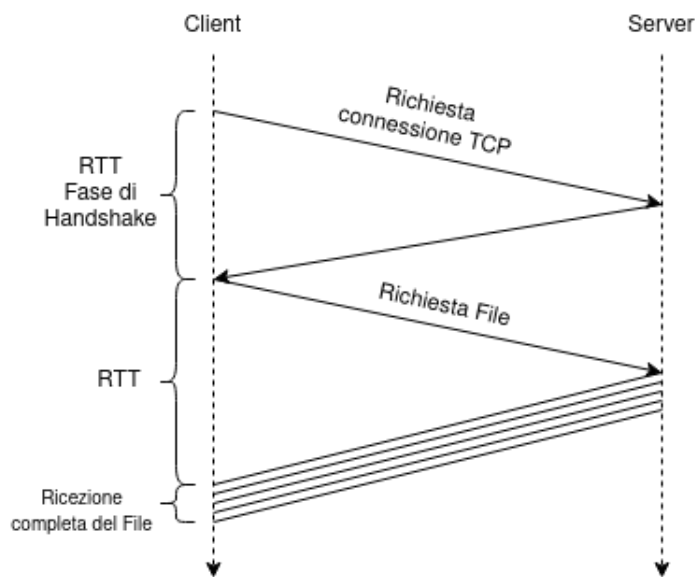 Client
Server
Richiesta
connessione TCP
RTT
Fase di
Handshake
Richiesta File
RTT
Ricezione
completa del File